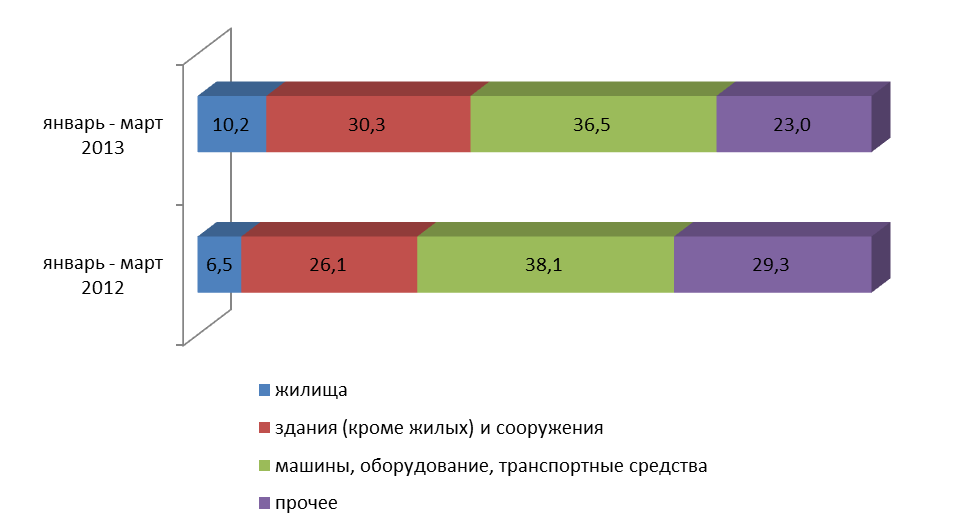 январь - март
2013
10,2
30,3
36,5
23,0
январь - март
2012
6,5
26,1
38,1
29,3
жилища
здания (кроме жилых) и сооружения
машины, оборудование, транспортные средства
прочее